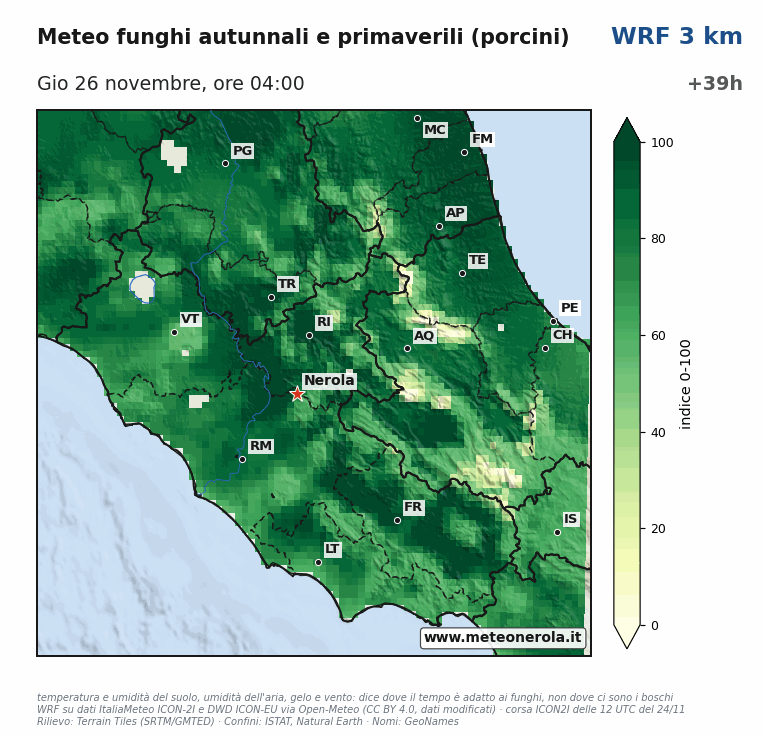 Meteo funghi autunnali e primaverili (porcini)
WRF 3 km
Gio 26 novembre, ore 04:00
+39h
MC
FM
PG
AP
TE
TR
PE
VT
RI
AQ
CH
Nerola
RM
FR
IS
LT
www.meteonerola.it
100
80
60
40
20
0
indice 0-100
temperatura e umidità del suolo, umidità dell'aria, gelo e vento: dice dove il tempo è adatto ai funghi, non dove ci sono i boschi
WRF su dati ItaliaMeteo ICON-2I e DWD ICON-EU via Open-Meteo (CC BY 4.0, dati modificati) · corsa ICON2I delle 12 UTC del 24/11
Rilievo: Terrain Tiles (SRTM/GMTED) · Confini: ISTAT, Natural Earth · Nomi: GeoNames